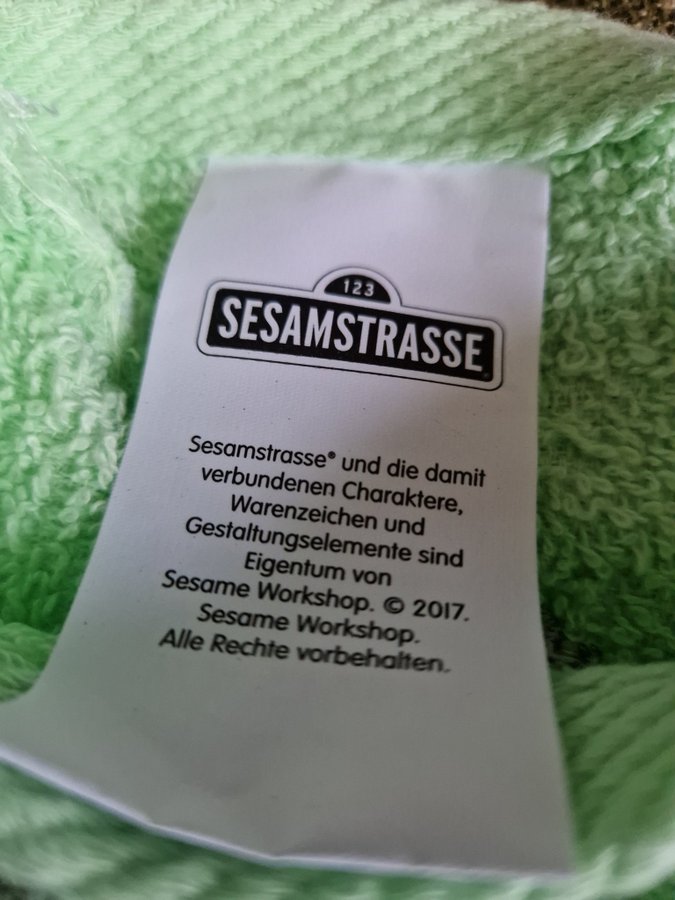 123
SESAMSTRASSE
Sesamstrasse® und die damit
verbundenen Charaktere,
Warenzeichen und
Gestaltungselemente sind
Eigentum von
Sesame Workshop. © 2017.
Sesame Workshop.
Alle Rechte vorbehalten.